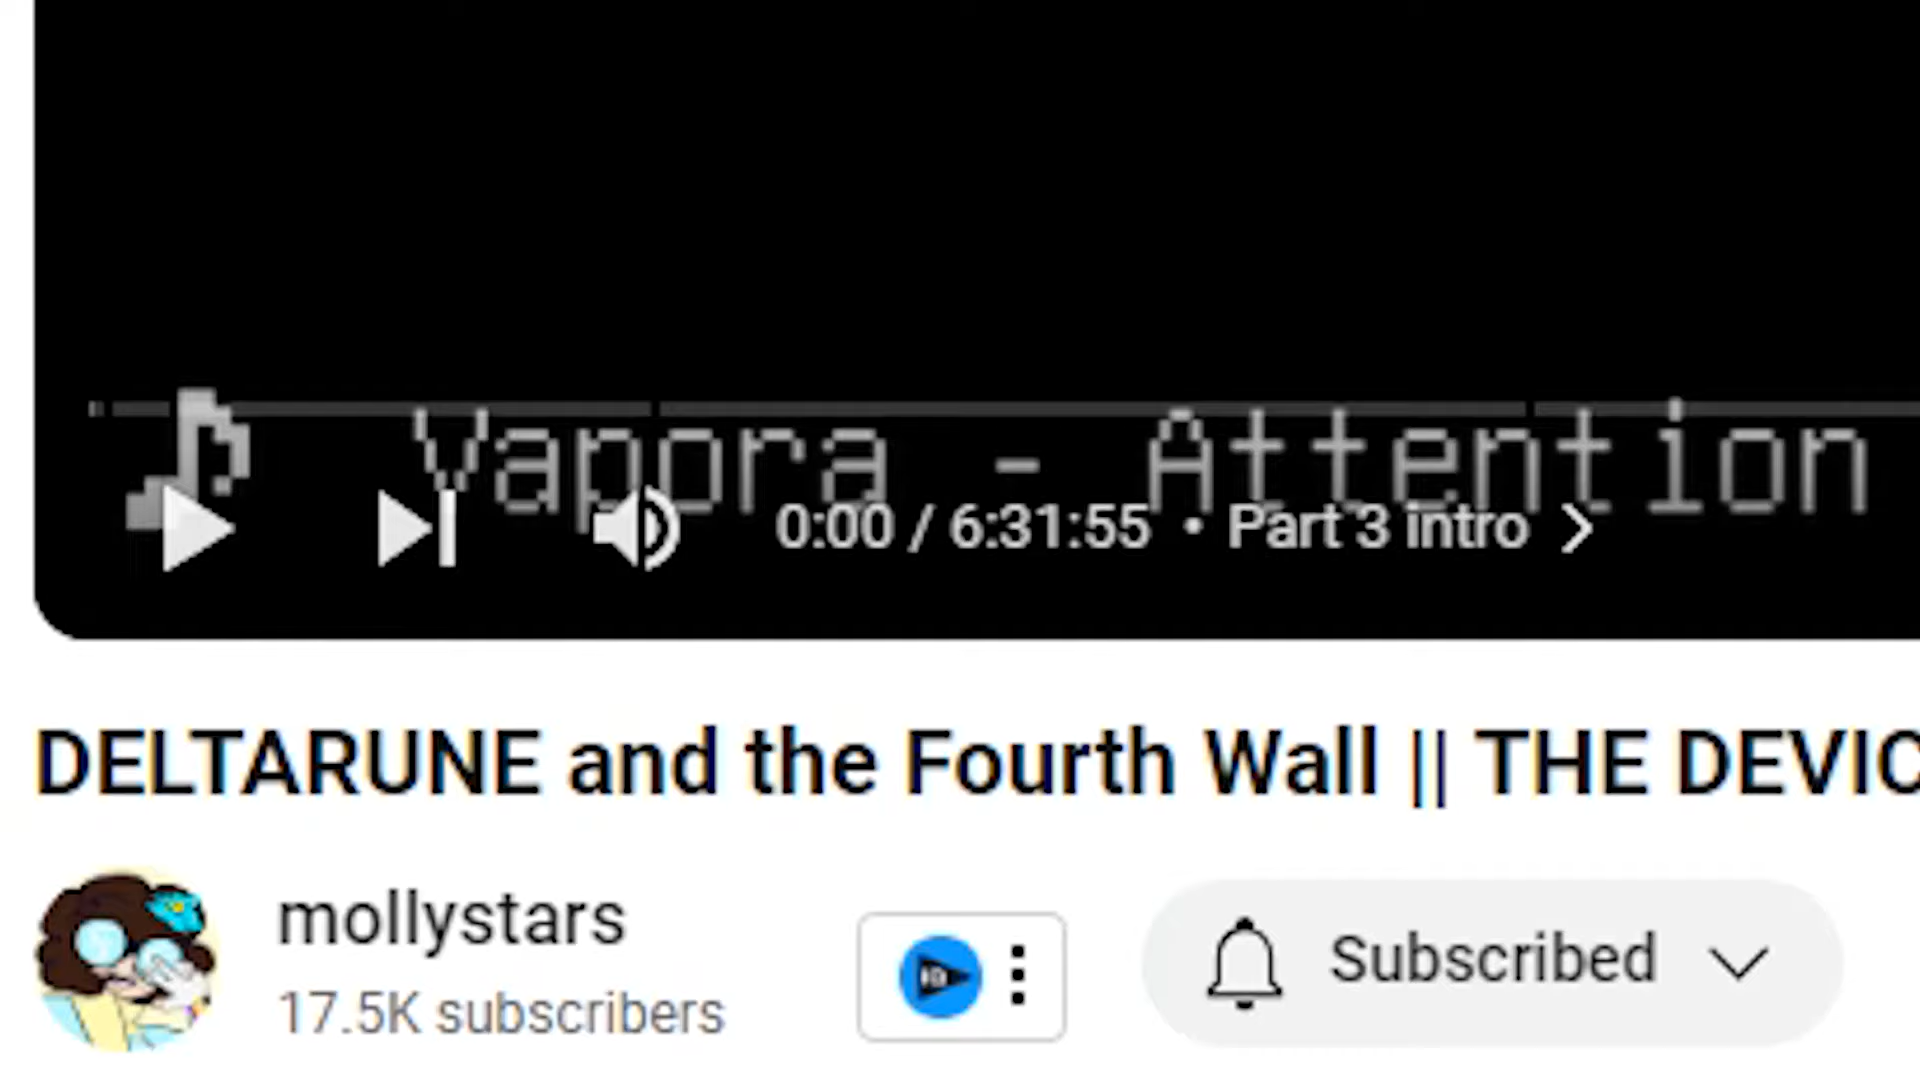 ♪ Vapora - Attention
0:00 / 6:31:55 • Part 3 intro
DELTARUNE and the Fourth Wall || THE DEVIC
mollystars
17.5K subscribers
Subscribed